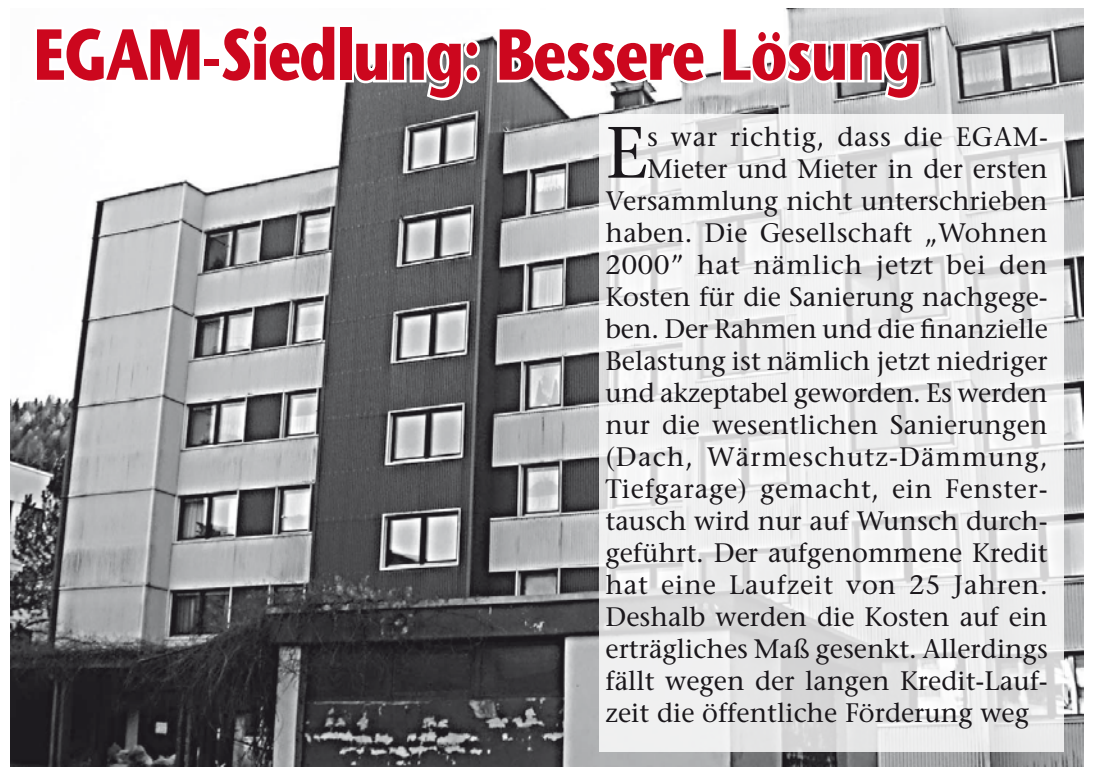 EGAM-Siedlung: Bessere Lösung
Es war richtig, dass die EGAM-
Mieter und Mieter in der ersten
Versammlung nicht unterschrieben
haben. Die Gesellschaft „Wohnen
2000” hat nämlich jetzt bei den
Kosten für die Sanierung nachgege-
ben. Der Rahmen und die finanzielle
Belastung ist nämlich jetzt niedriger
und akzeptabel geworden. Es werden
nur die wesentlichen Sanierungen
(Dach, Wärmeschutz-Dämmung,
Tiefgarage) gemacht, ein Fenster-
tausch wird nur auf Wunsch durch-
geführt. Der aufgenommene Kredit
hat eine Laufzeit von 25 Jahren.
Deshalb werden die Kosten auf ein
erträgliches Maß gesenkt. Allerdings
fällt wegen der langen Kredit-Lauf-
zeit die öffentliche Förderung weg